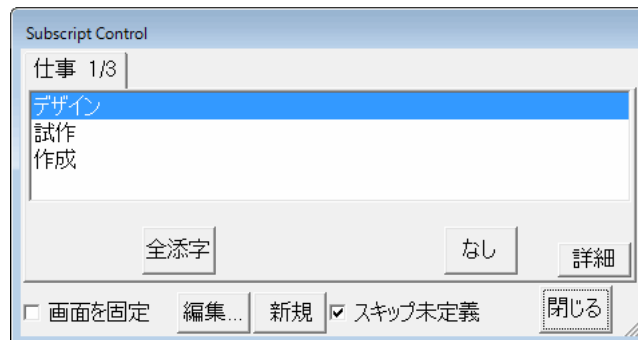 Subscript Control
仕事 1/3
デザイン
試作
作成
全添字 なし 詳細
画面を固定 編集... 新規 スキップ未定義 閉じる